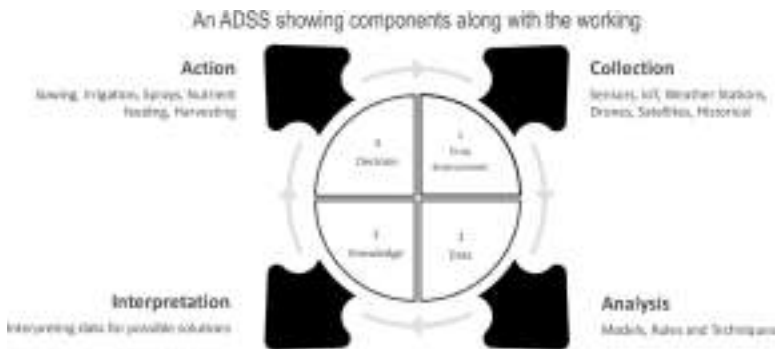 An ADSS showing components along with the working
Action
Sowing, Irrigation, Sprays, Nutrient
feeding, Harvesting
Collection
Sensors, IoT, Weather Stations,
Drones, Satellites, Historical
4
Decision
1
Crop
Environment
3
Knowledge
2
Data
Interpretation
Interpreting data for possible solutions
Analysis
Models, Rules and Techniques